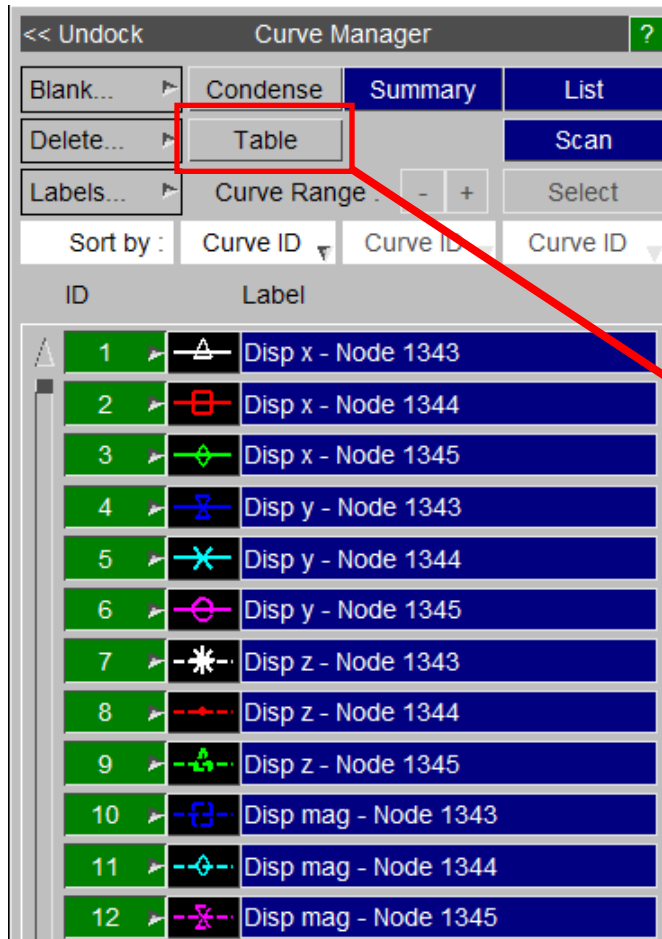 << Undock Curve Manager ?
Blank... Condense Summary List
Delete... Table Scan
Labels... Curve Range : - + Select
Sort by : Curve ID Curve ID Curve ID
ID Label
1 Disp x - Node 1343
2 Disp x - Node 1344
3 Disp x - Node 1345
4 Disp y - Node 1343
5 Disp y - Node 1344
6 Disp y - Node 1345
7 Disp z - Node 1343
8 Disp z - Node 1344
9 Disp z - Node 1345
10 Disp mag - Node 1343
11 Disp mag - Node 1344
12 Disp mag - Node 1345